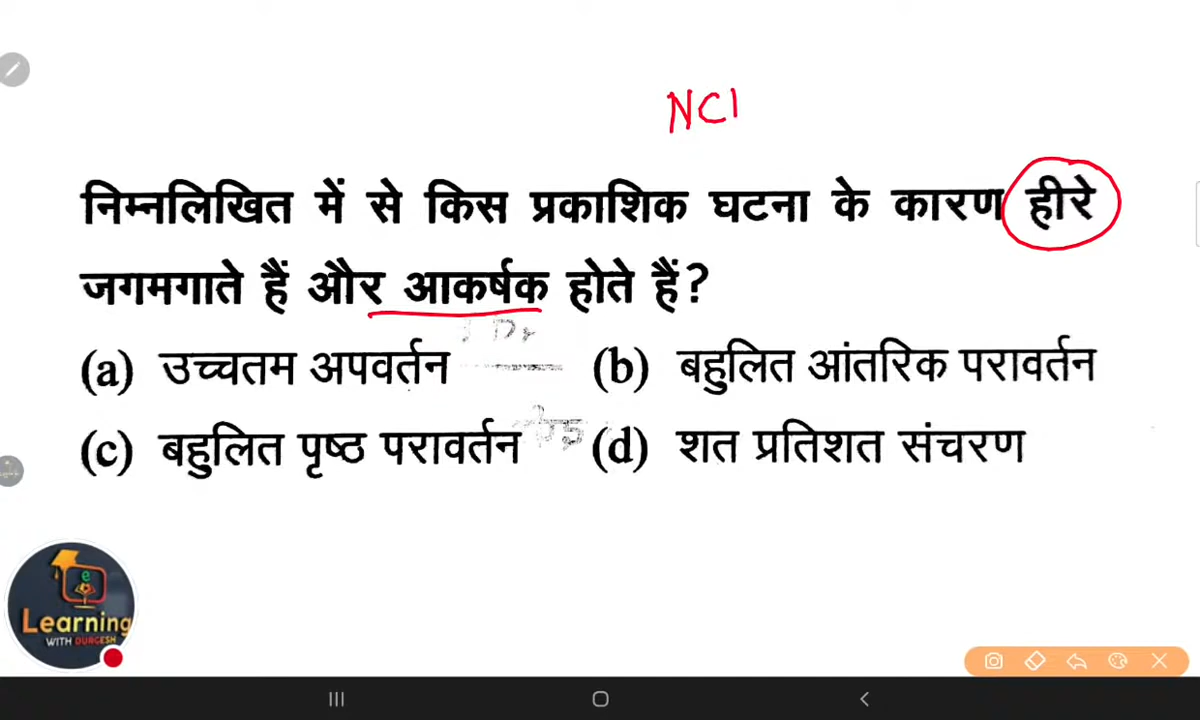 NCI
निम्नलिखित में से किस प्रकाशिक घटना के कारण हीरे
जगमगाते हैं और आकर्षक होते हैं?
(a) उच्चतम अपवर्तन (b) बहुलित आंतरिक परावर्तन
(c) बहुलित पृष्ठ परावर्तन (d) शत प्रतिशत संचरण
e
Learning
WITH DURGESH